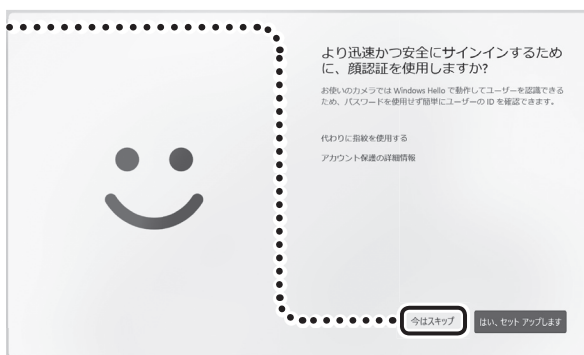 より迅速かつ安全にサインインするため
に、顔認証を使用しますか?
お使いのカメラでは Windows Hello で動作してユーザーを認識できる
ため、パスワードを使用せず簡単にユーザーの ID を確認できます。
代わりに指紋を使用する
アカウント保護の詳細情報
今はスキップ
はい、セット アップします